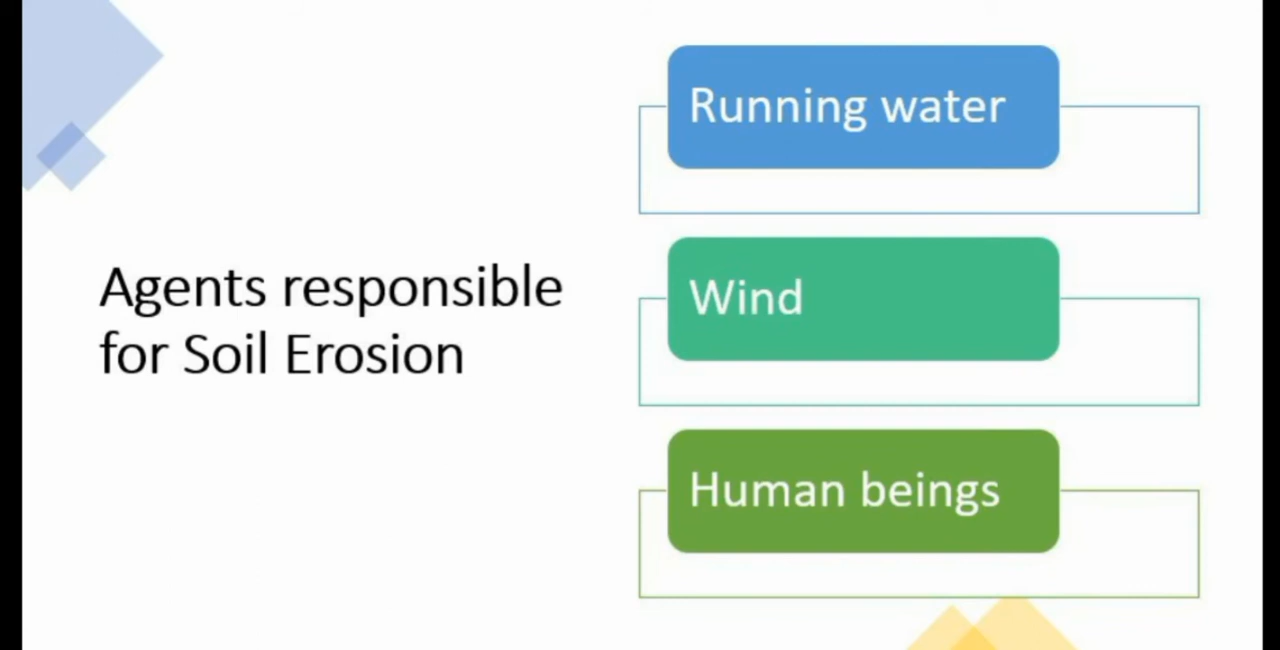 Agents responsible
for Soil Erosion
Running water
Wind
Human beings